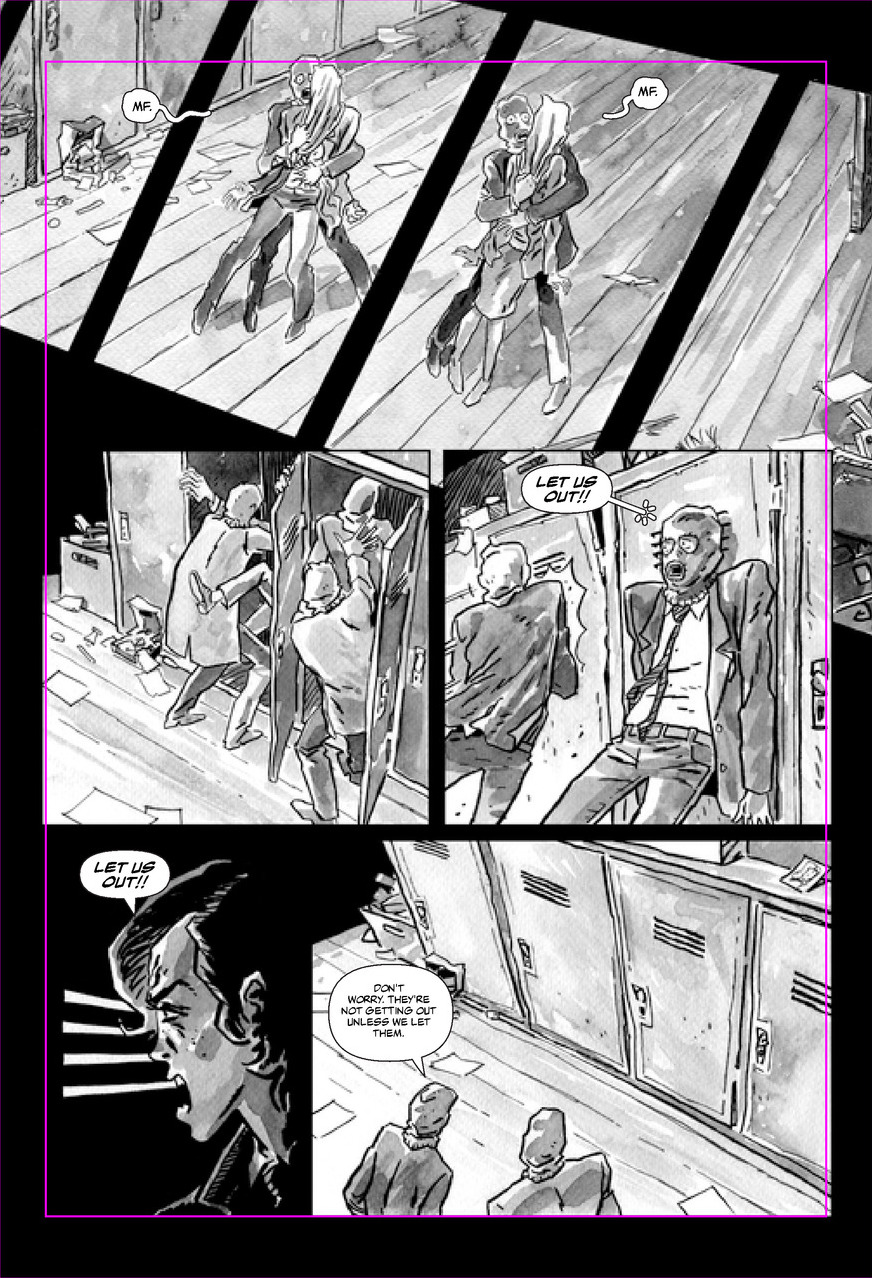 MF.
MF.
LET US
OUT!!
LET US
OUT!!
DON'T
WORRY. THEY'RE
NOT GETTING OUT
UNLESS WE LET
THEM.